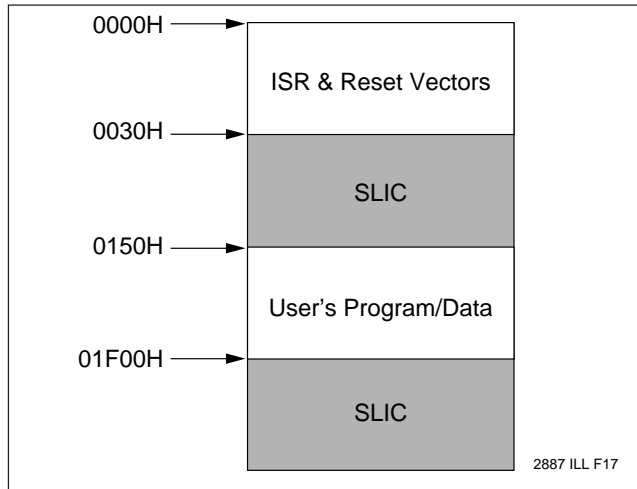 0000H
ISR & Reset Vectors
0030H
SLIC
0150H
User’s Program/Data
01F00H
SLIC
2887 ILL F17